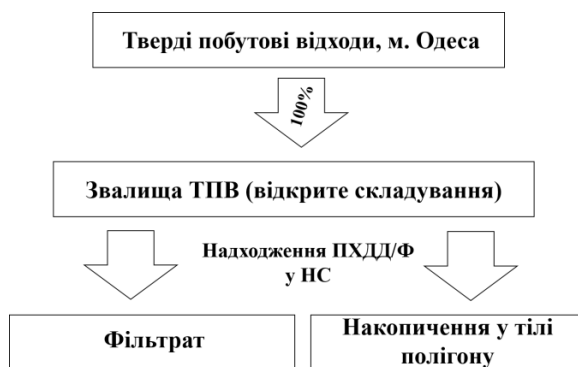 Тверді побутові відходи, м. Одеса
100%
Звалища ТПВ (відкрите складування)
Надходження ПХДД/Ф
у НС
Фільтрат
Накопичення у тілі
полігону